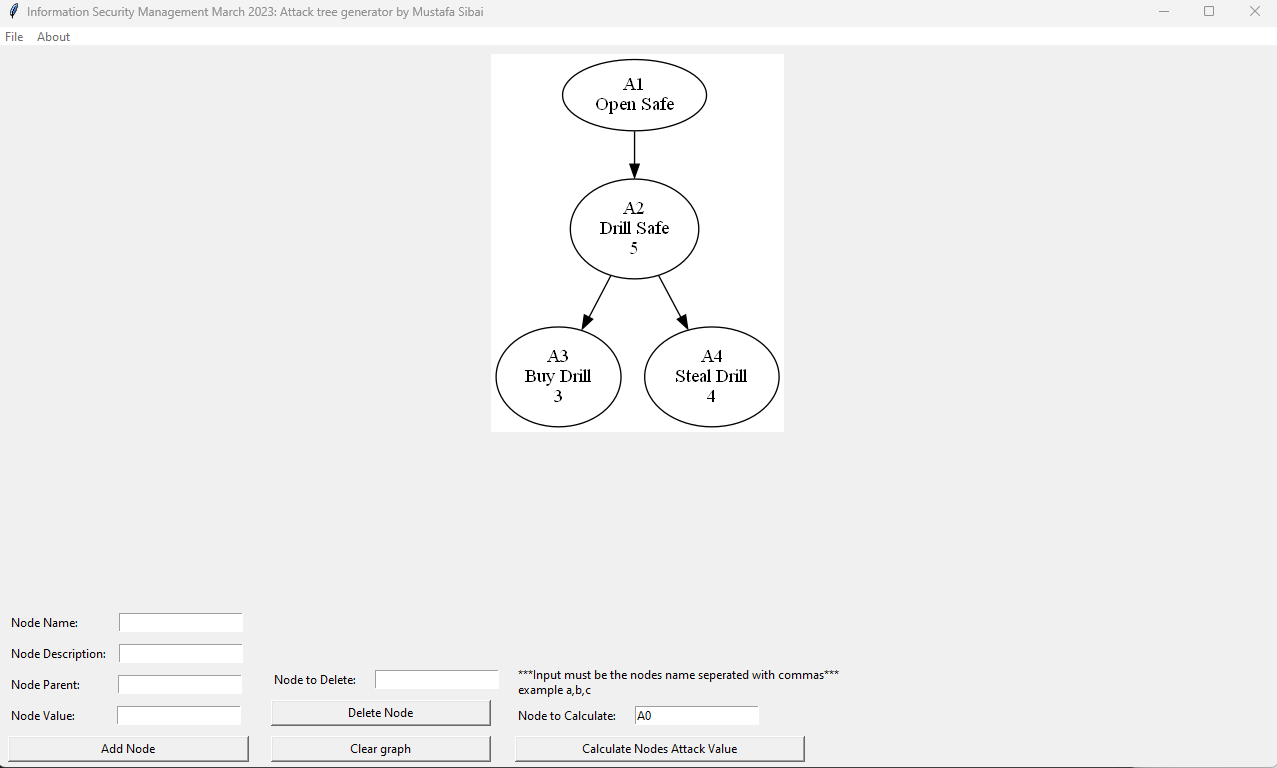 Information Security Management March 2023: Attack tree generator by Mustafa Sibai
File About
A1
Open Safe
A2
Drill Safe
5
A3
Buy Drill
3
A4
Steal Drill
4
Node Name:
Node Description:
Node Parent:
Node Value:
Add Node
Node to Delete:
Delete Node
Clear graph
***Input must be the nodes name seperated with commas***
example a,b,c
Node to Calculate: A0
Calculate Nodes Attack Value